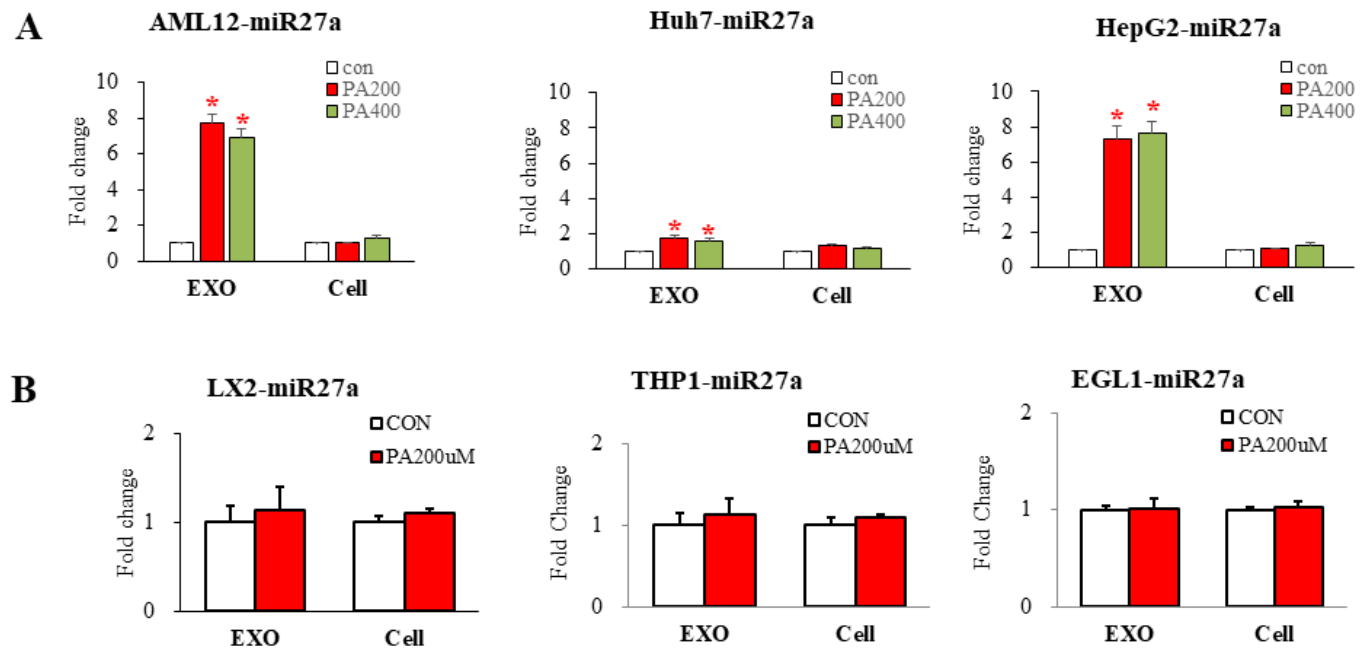 A
AML12-miR27a
con
PA200
PA400
Fold change
10
8
6
4
2
0
*
*
EXO
Cell
Huh7-miR27a
con
PA200
PA400
Fold change
10
8
6
4
2
0
*
*
EXO
Cell
HepG2-miR27a
con
PA200
PA400
Fold change
10
8
6
4
2
0
*
*
EXO
Cell
B
LX2-miR27a
CON
PA200uM
Fold change
2
1
0
EXO
Cell
THP1-miR27a
CON
PA200uM
Fold Change
2
1
0
EXO
Cell
EGL1-miR27a
CON
PA200uM
Fold Change
2
1
0
EXO
Cell